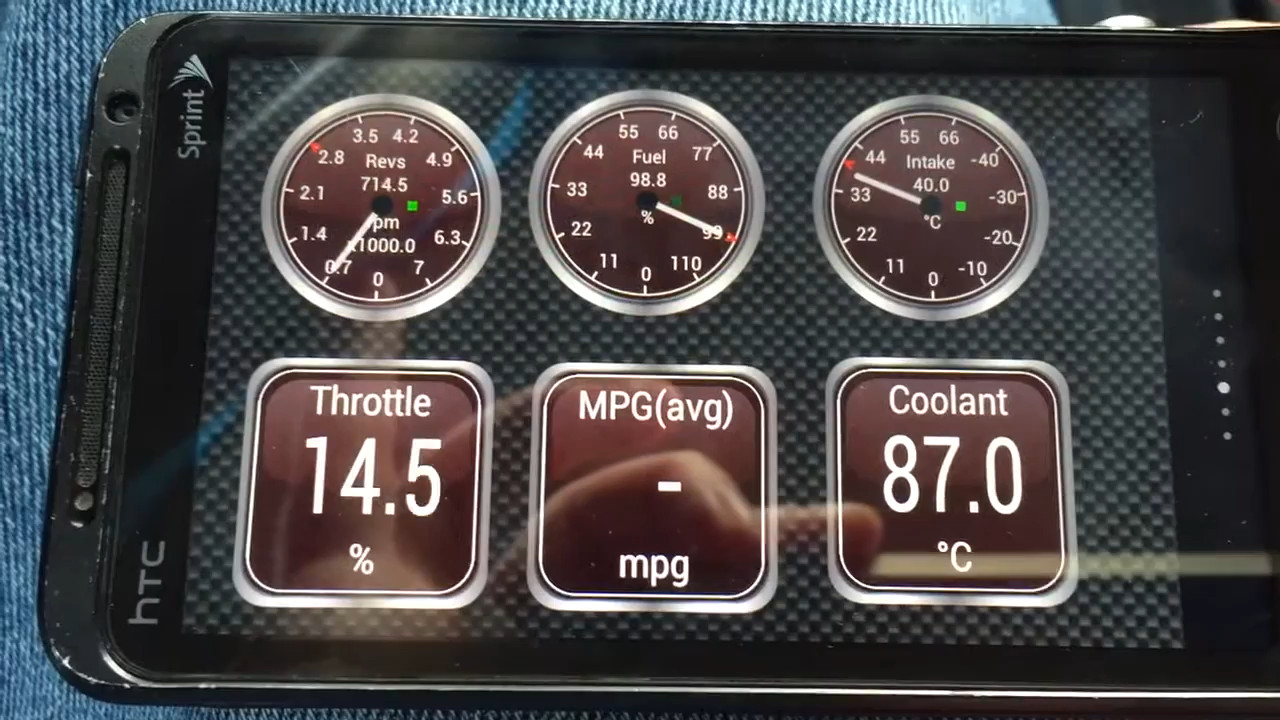 Sprint
hTC
3.5 4.2
2.8 4.9
Revs
714.5
2.1 5.6
rpm
x1000.0
1.4 6.3
0.7 7
0
55 66
44 77
Fuel
98.8
%
33 88
22 99
11 110
0
55 66
44 -40
Intake
40.0
°C
33 -30
22 -20
11 -10
0
Throttle
14.5
%
MPG(avg)
-
mpg
Coolant
87.0
°C